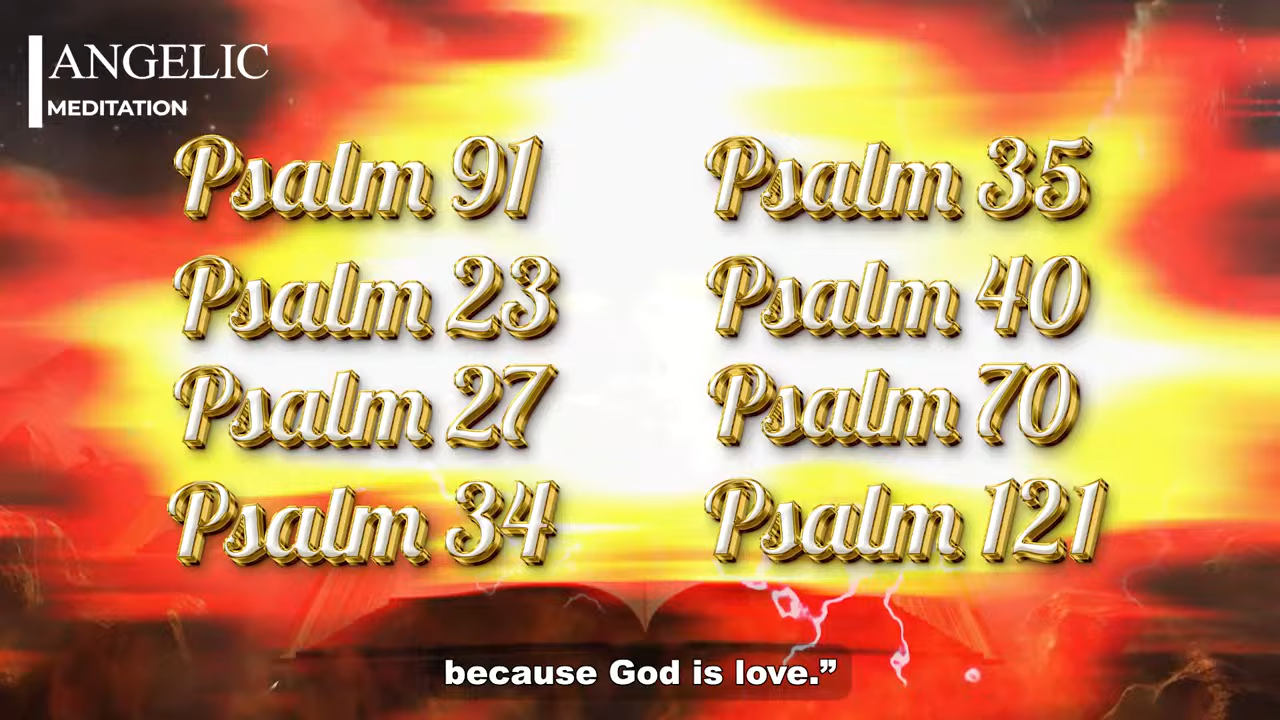 ANGELIC
MEDITATION
Psalm 91
Psalm 23
Psalm 27
Psalm 34
Psalm 35
Psalm 40
Psalm 70
Psalm 121
because God is love.”